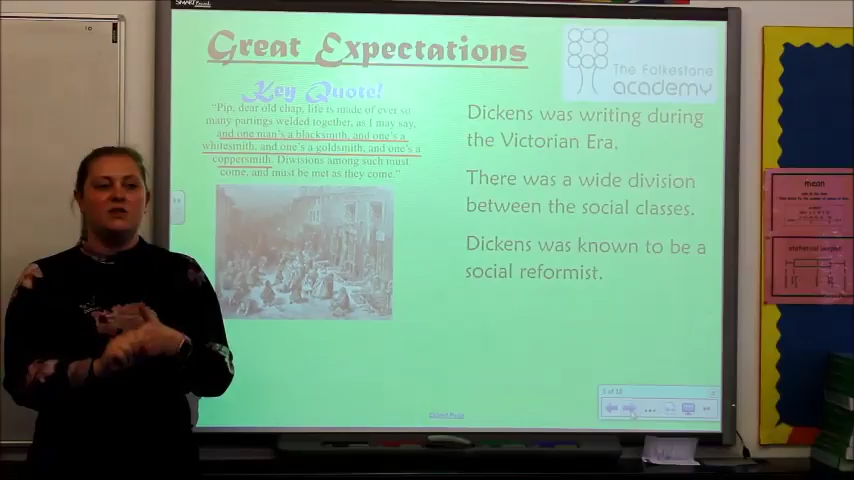 Great Expectations
Key Quote!
"Pip, dear old chap, life is made of ever so
many partings welded together, as I may say,
and one man's a blacksmith, and one's a
whitesmith, and one's a goldsmith, and one's a
coppersmith. Diwisions among such must
come, and must be met as they come."
The Folkestone
academy
Dickens was writing during
the Victorian Era.
There was a wide division
between the social classes.
Dickens was known to be a
social reformist.
mean